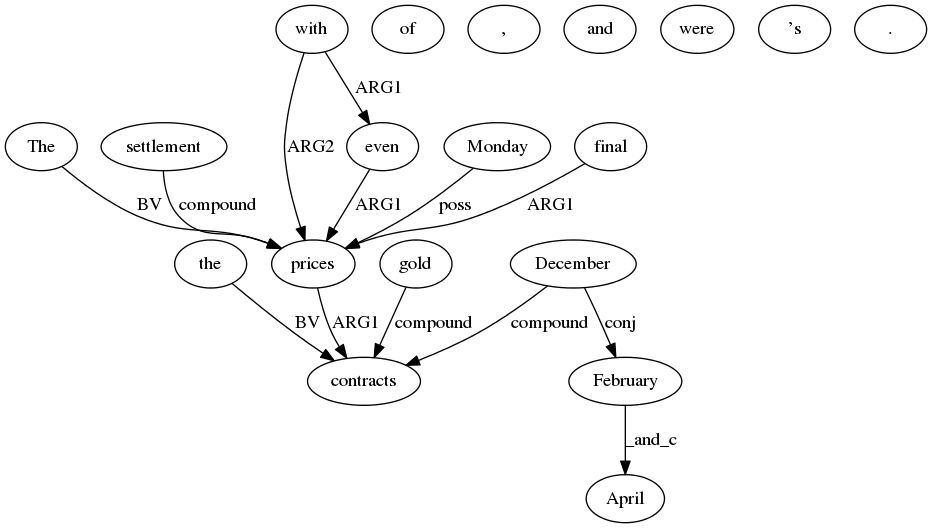 with of , and were ’s .
ARG1
The settlement ARG2 even Monday final
BV compound ARG1 poss ARG1
the prices gold December
BV ARG1 compound compound conj
contracts February
_and_c
April